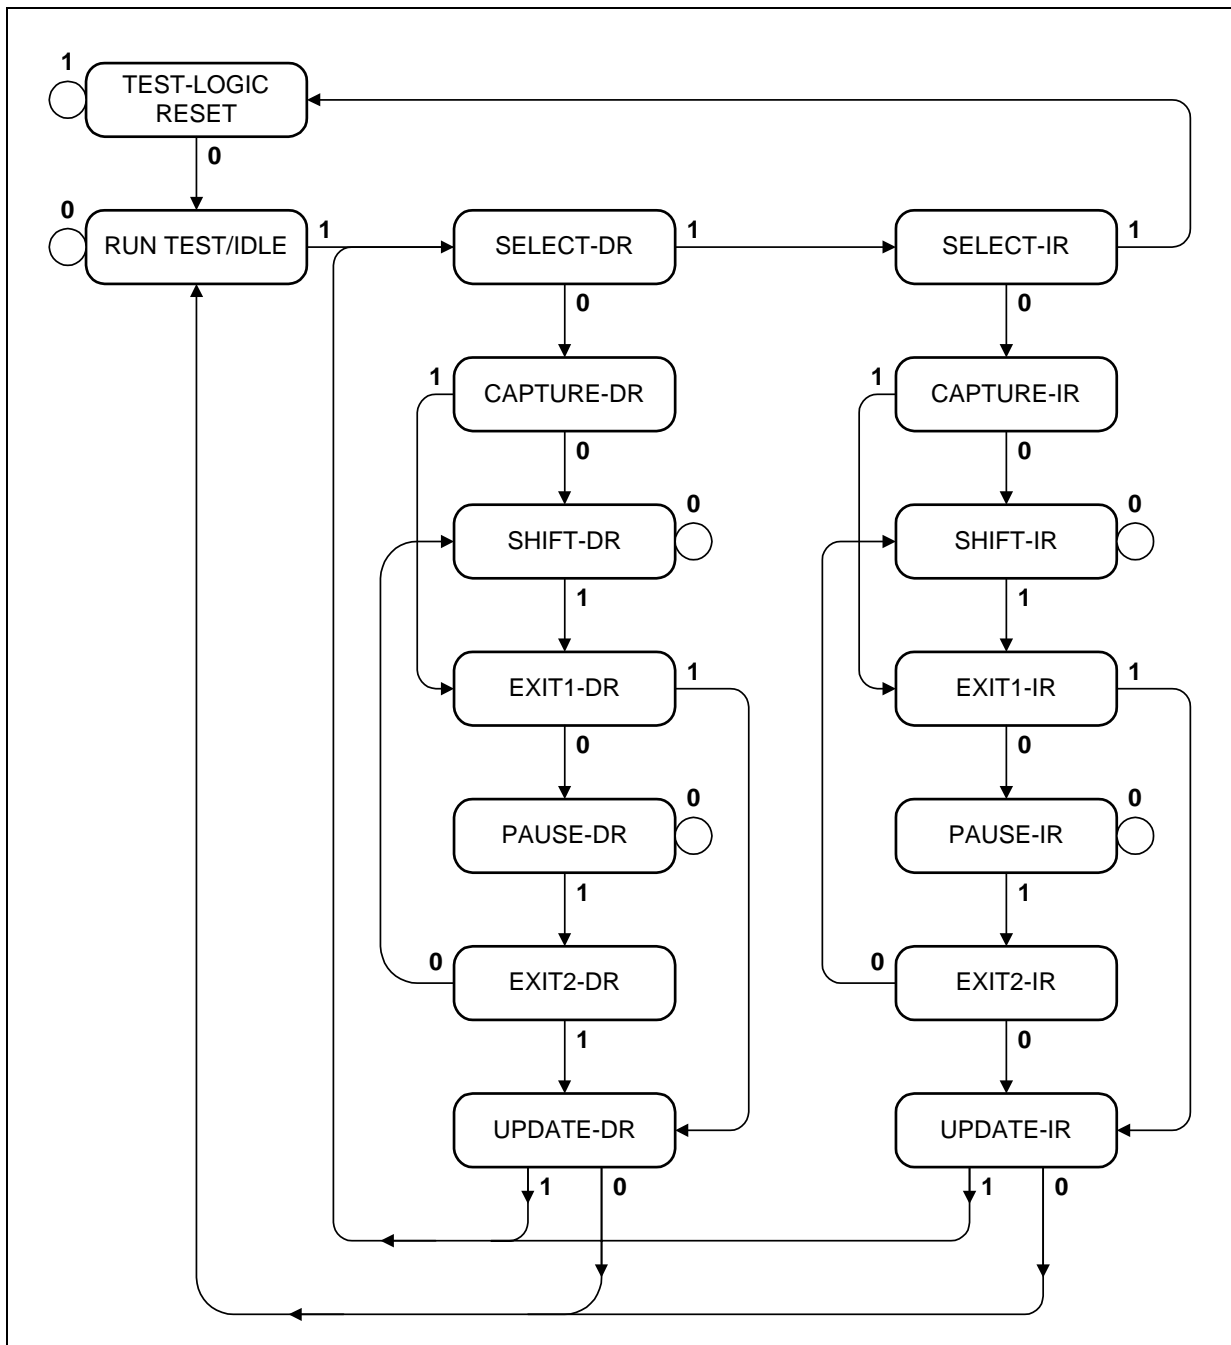 1
TEST-LOGIC
RESET
0
0
RUN TEST/IDLE
1
SELECT-DR
1
SELECT-IR
1
0
0
1
CAPTURE-DR
1
CAPTURE-IR
0
0
0
0
SHIFT-DR
SHIFT-IR
1
1
EXIT1-DR
1
EXIT1-IR
1
0
0
0
0
PAUSE-DR
PAUSE-IR
1
1
0
EXIT2-DR
0
EXIT2-IR
1
0
UPDATE-DR
UPDATE-IR
1
0
1
0